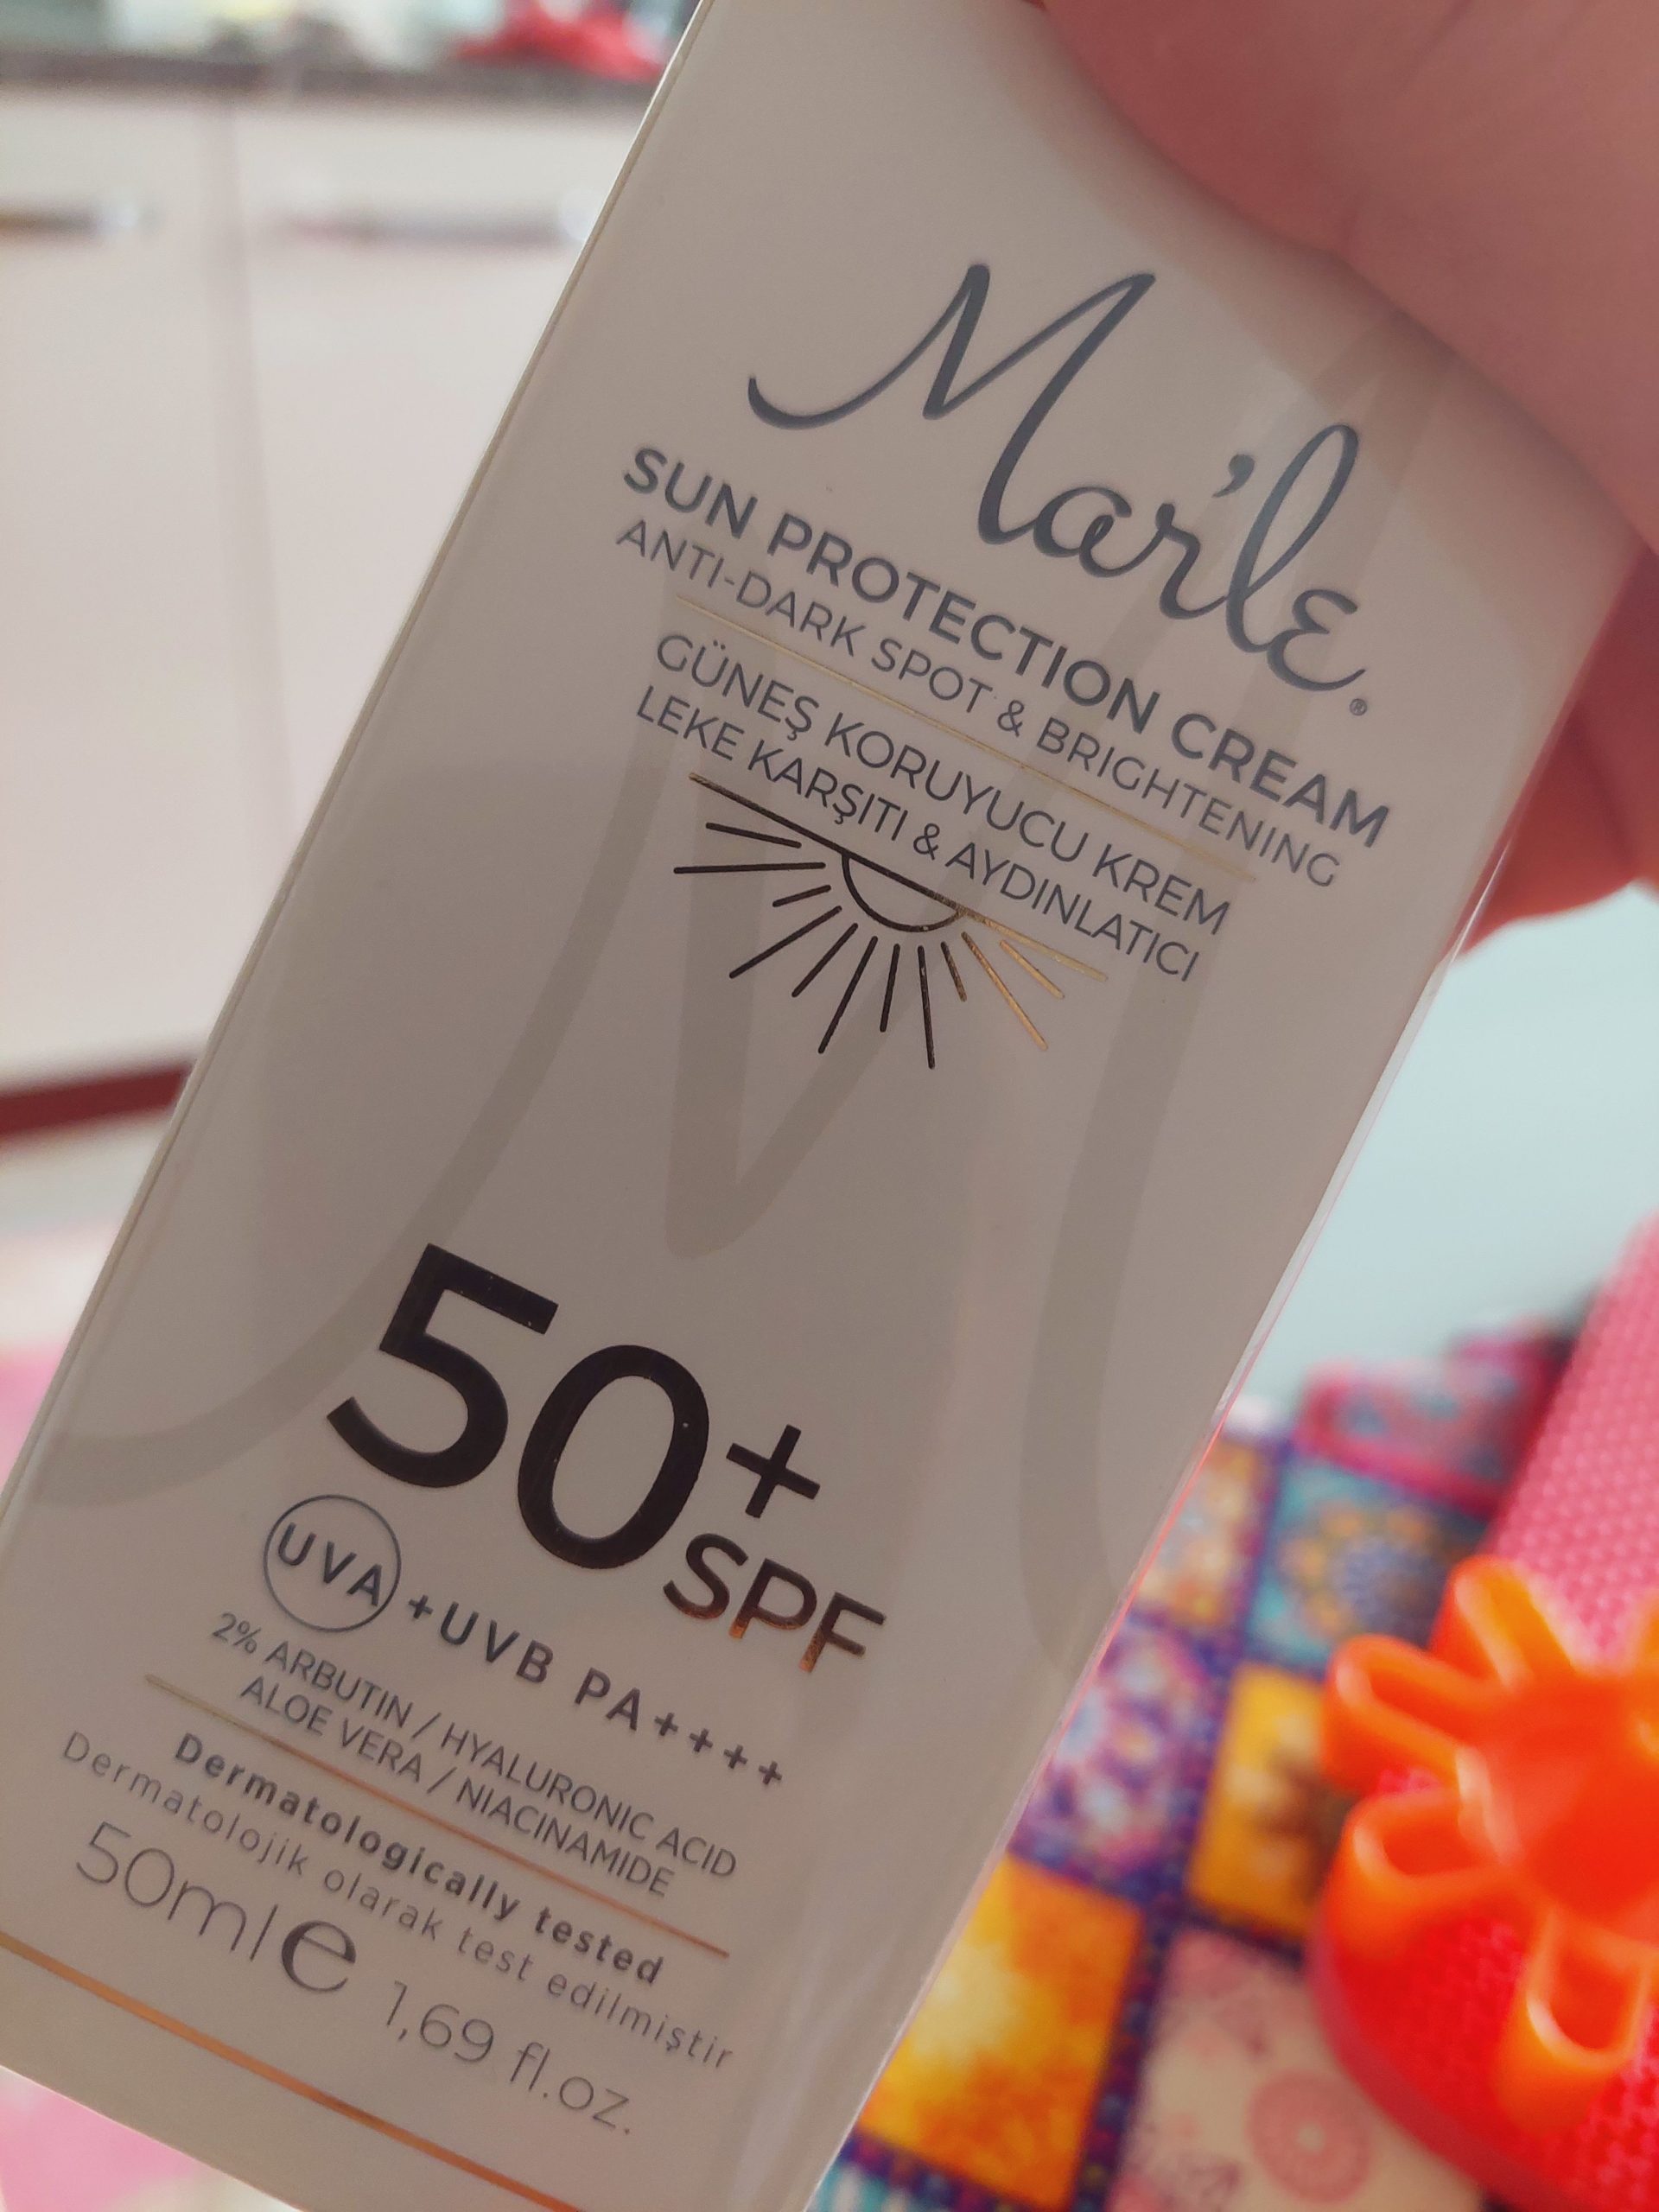 Mar'le®
SUN PROTECTION CREAM
ANTI-DARK SPOT & BRIGHTENING
GÜNEŞ KORUYUCU KREM
LEKE KARŞITI & AYDINLATICI
50+
SPF
UVA +UVB PA++++
2% ARBUTIN / HYALURONIC ACID
ALOE VERA / NIACINAMIDE
Dermatologically tested
Dermatolojik olarak test edilmiştir
50ml e 1,69 fl.oz.